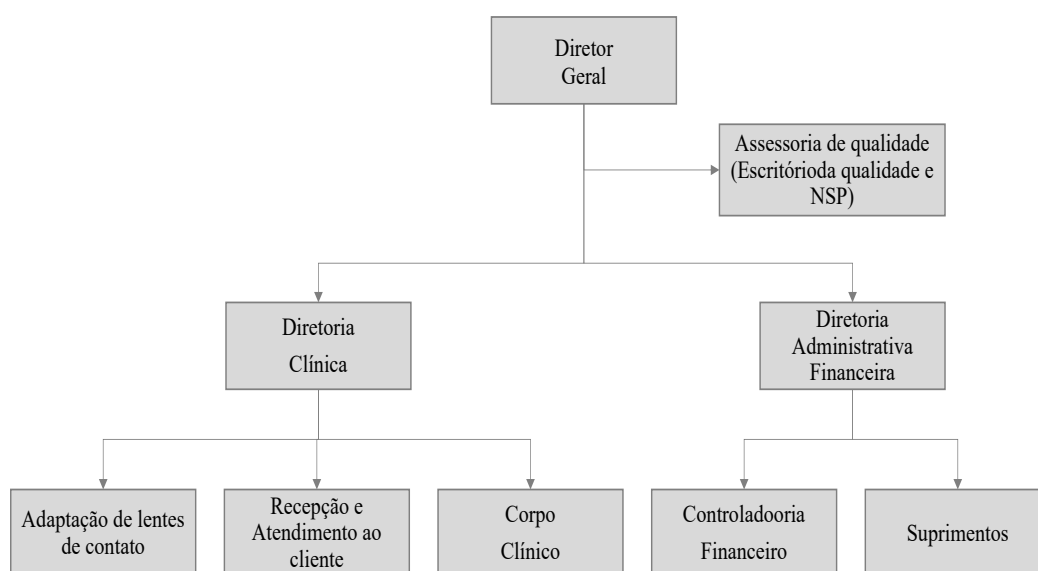 Diretor
Geral
Assessoria de qualidade
(Escritórioda qualidade e
NSP)
Diretoria
Clínica
Diretoria
Administrativa
Financeira
Adaptação de lentes
de contato
Recepção e
Atendimento ao
cliente
Corpo
Clínico
Controladooria
Financeiro
Suprimentos